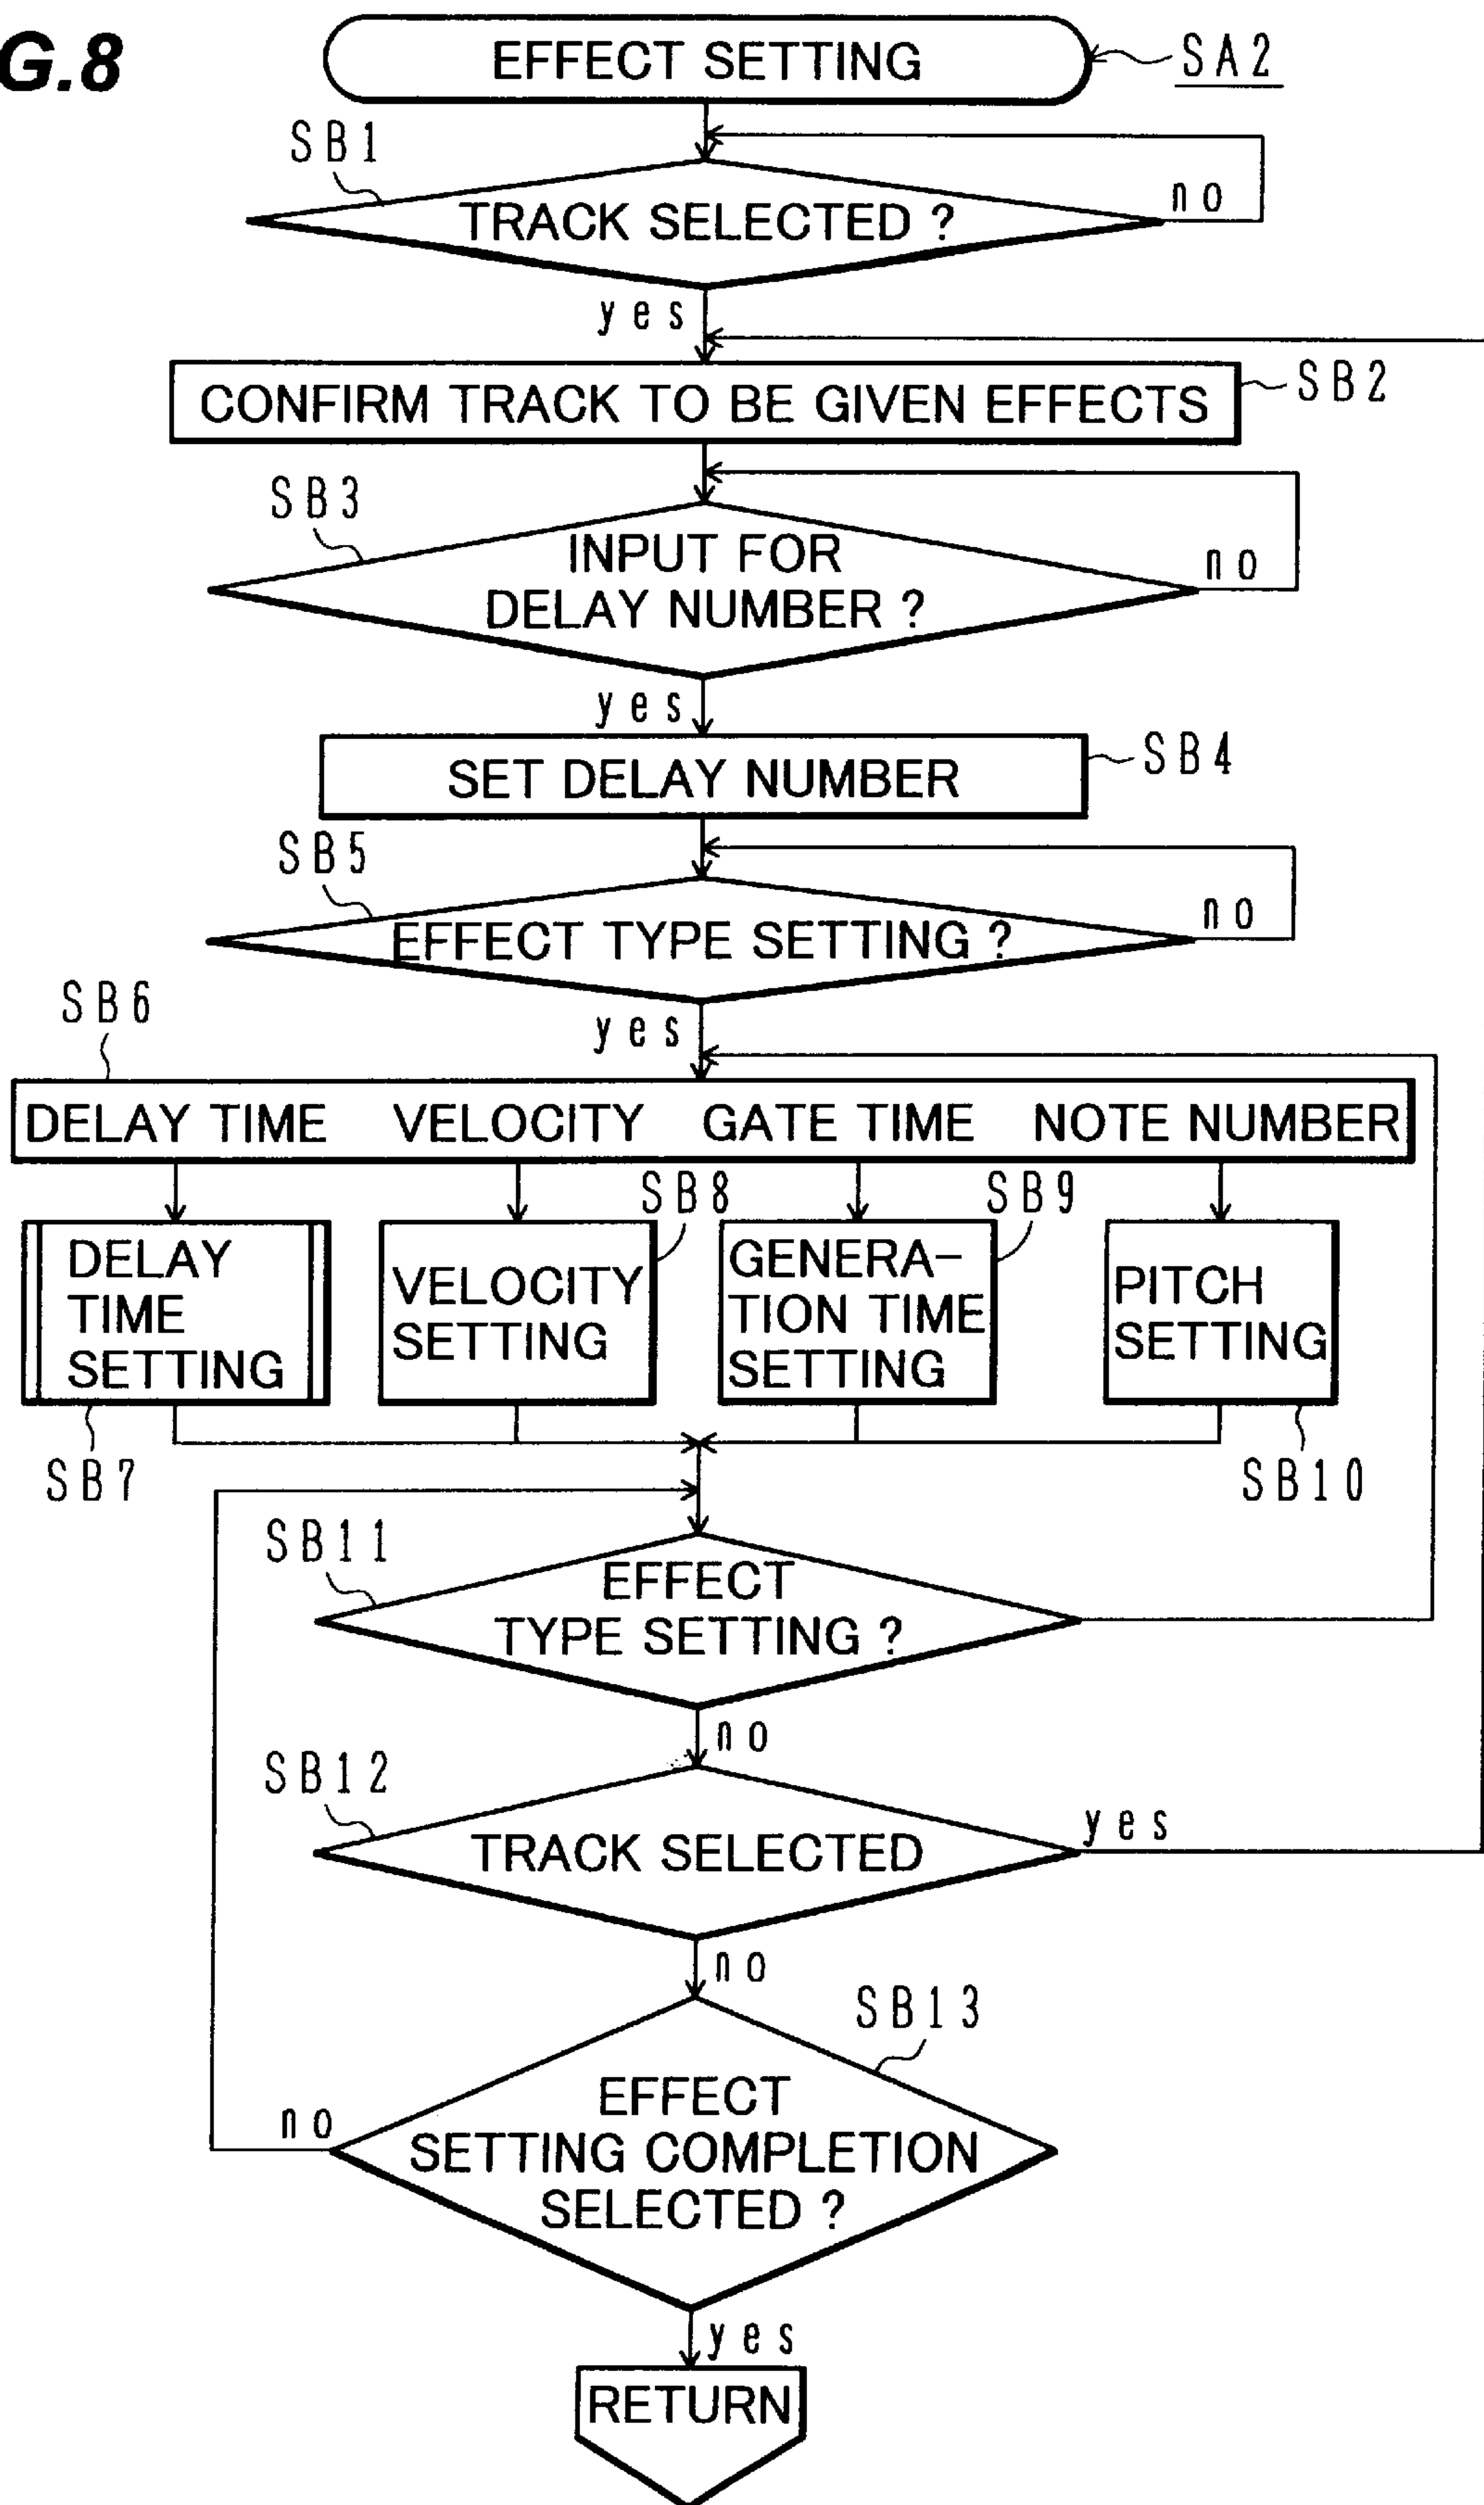 G.8
EFFECT SETTING
SA2
SB1
TRACK SELECTED ?
no
yes
CONFIRM TRACK TO BE GIVEN EFFECTS
SB2
SB3
INPUT FOR
DELAY NUMBER ?
no
yes
SET DELAY NUMBER
SB4
SB5
EFFECT TYPE SETTING ?
no
yes
SB6
DELAY TIME VELOCITY GATE TIME NOTE NUMBER
SB8
SB9
DELAY
TIME
SETTING
VELOCITY
SETTING
GENERA-
TION TIME
SETTING
PITCH
SETTING
SB7
SB10
SB11
EFFECT
TYPE SETTING ?
no
SB12
TRACK SELECTED
yes
no
SB13
EFFECT
SETTING COMPLETION
SELECTED ?
no
yes
RETURN